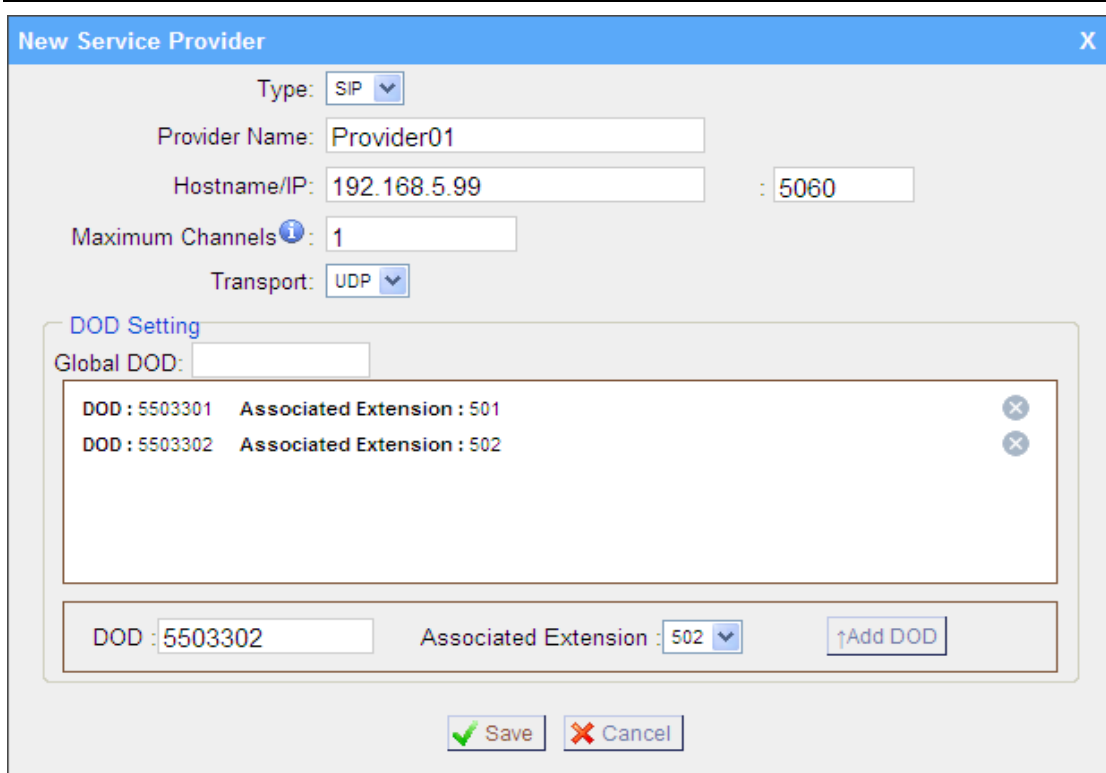 New Service Provider X
Type: SIP
Provider Name: Provider01
Hostname/IP: 192.168.5.99 : 5060
Maximum Channels i : 1
Transport: UDP
DOD Setting
Global DOD:
DOD : 5503301 Associated Extension : 501
DOD : 5503302 Associated Extension : 502
DOD : 5503302 Associated Extension : 502 ↑Add DOD
Save Cancel